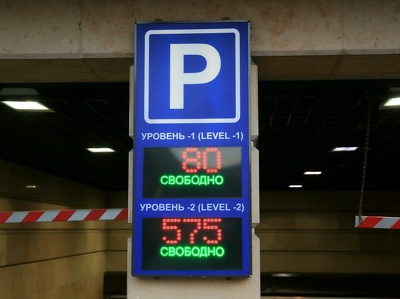 P
УРОВЕНЬ -1 (LEVEL -1)
80
СВОБОДНО
УРОВЕНЬ -2 (LEVEL -2)
575
СВОБОДНО